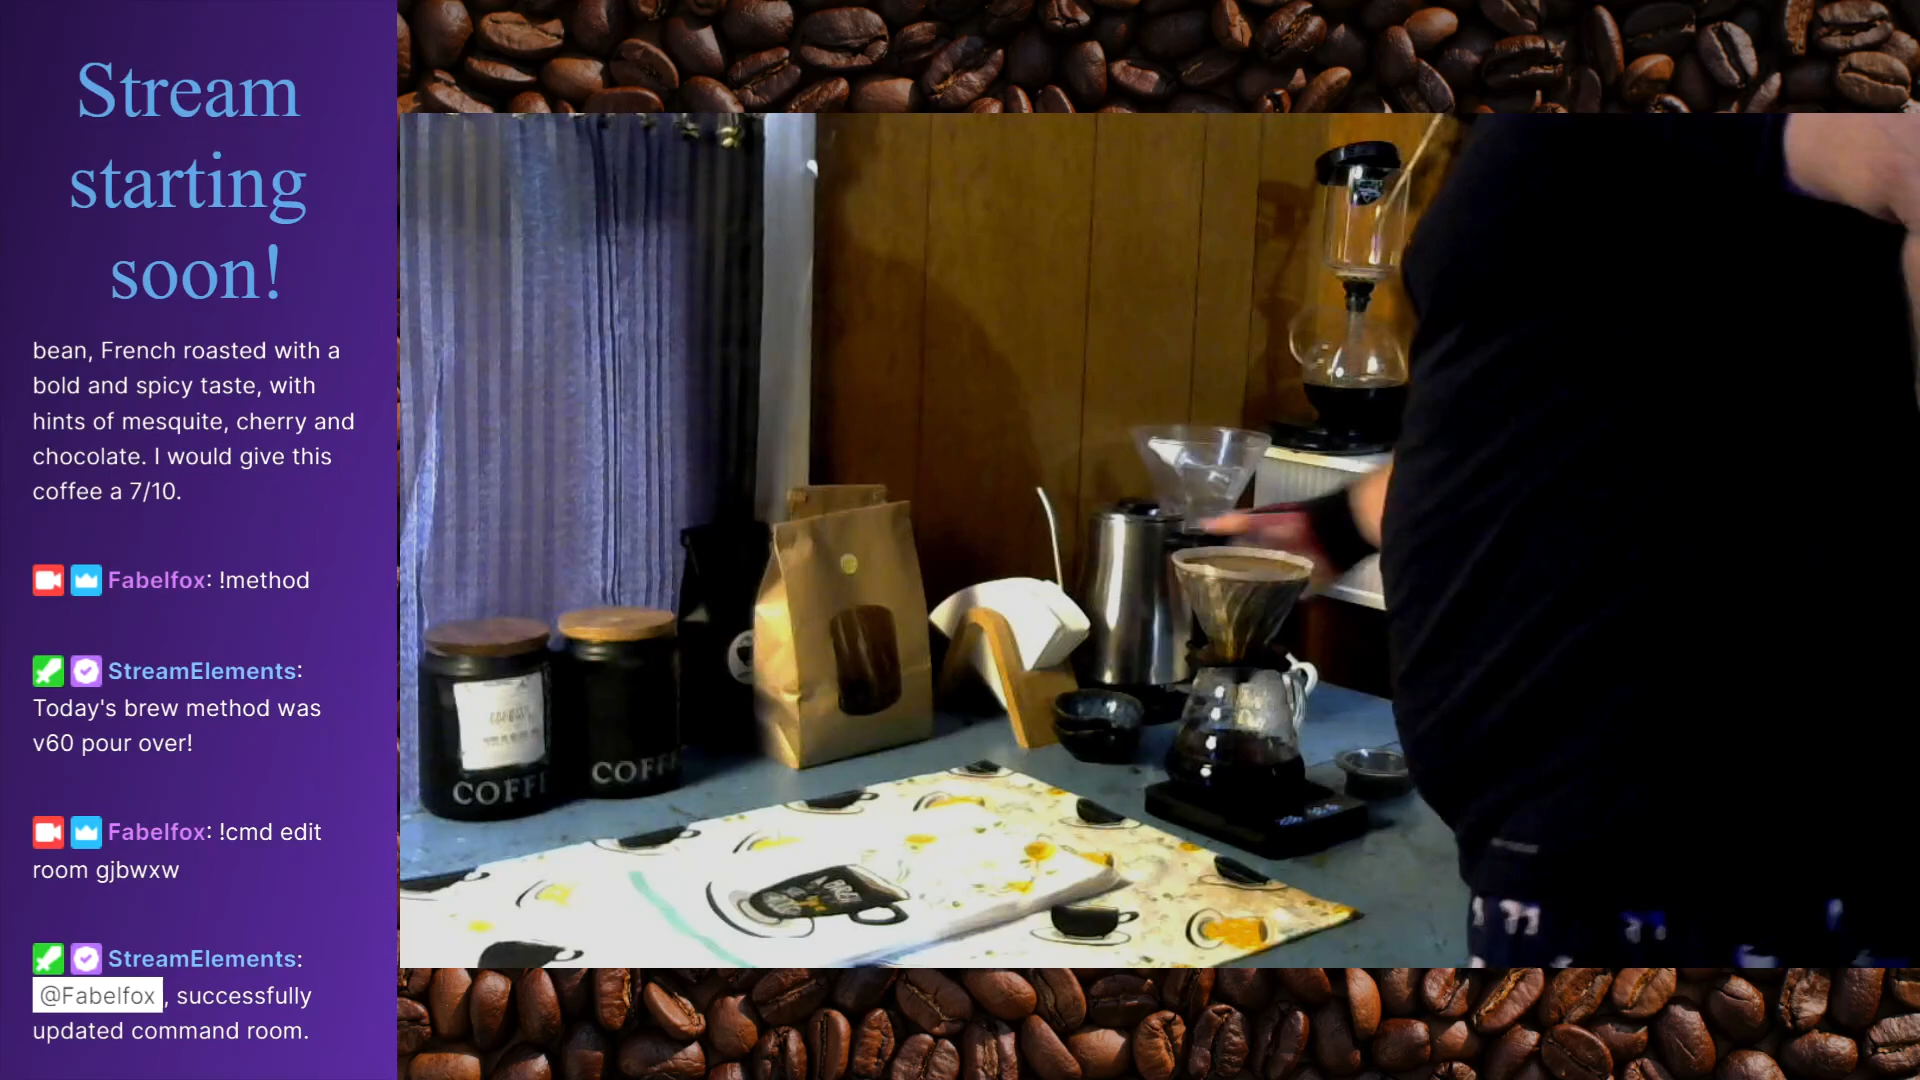 Stream
starting
soon!
bean, French roasted with a
bold and spicy taste, with
hints of mesquite, cherry and
chocolate. I would give this
coffee a 7/10.
Fabelfox: !method
StreamElements:
Today's brew method was
v60 pour over!
Fabelfox: !cmd edit
room gjbwxw
StreamElements:
@Fabelfox, successfully
updated command room.